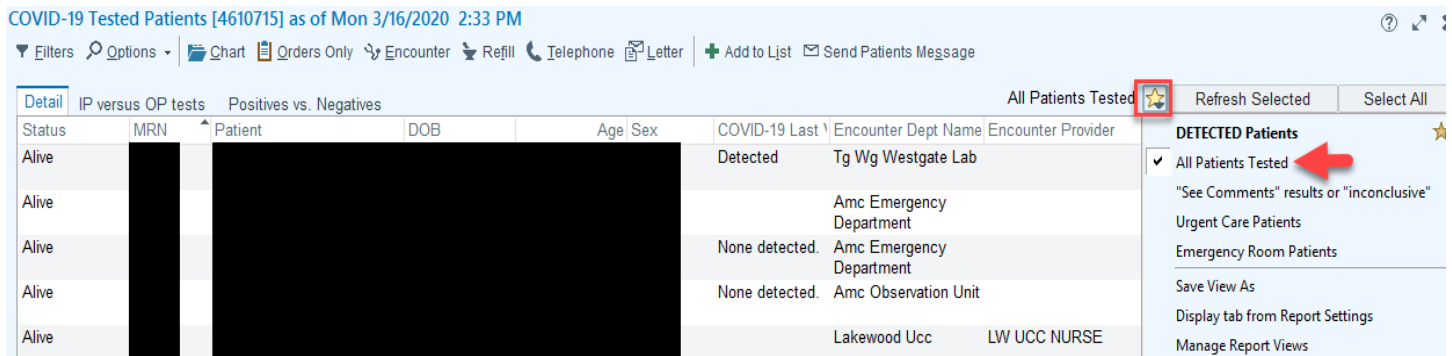 COVID-19 Tested Patients [4610715] as of Mon 3/16/2020 2:33 PM
Filters Options Chart Orders Only Encounter Refill Telephone Letter Add to List Send Patients Message
Detail IP versus OP tests Positives vs. Negatives All Patients Tested Refresh Selected Select All
Status MRN Patient DOB Age Sex COVID-19 Last Encounter Dept Name Encounter Provider
DETECTED Patients
All Patients Tested
"See Comments" results or "inconclusive"
Urgent Care Patients
Emergency Room Patients
Save View As
Display tab from Report Settings
Manage Report Views
Alive Detected Tg Wg Westgate Lab
Alive Amc Emergency
Department
Alive None detected. Amc Emergency
Department
Alive None detected. Amc Observation Unit
Alive Lakewood Ucc LW UCC NURSE